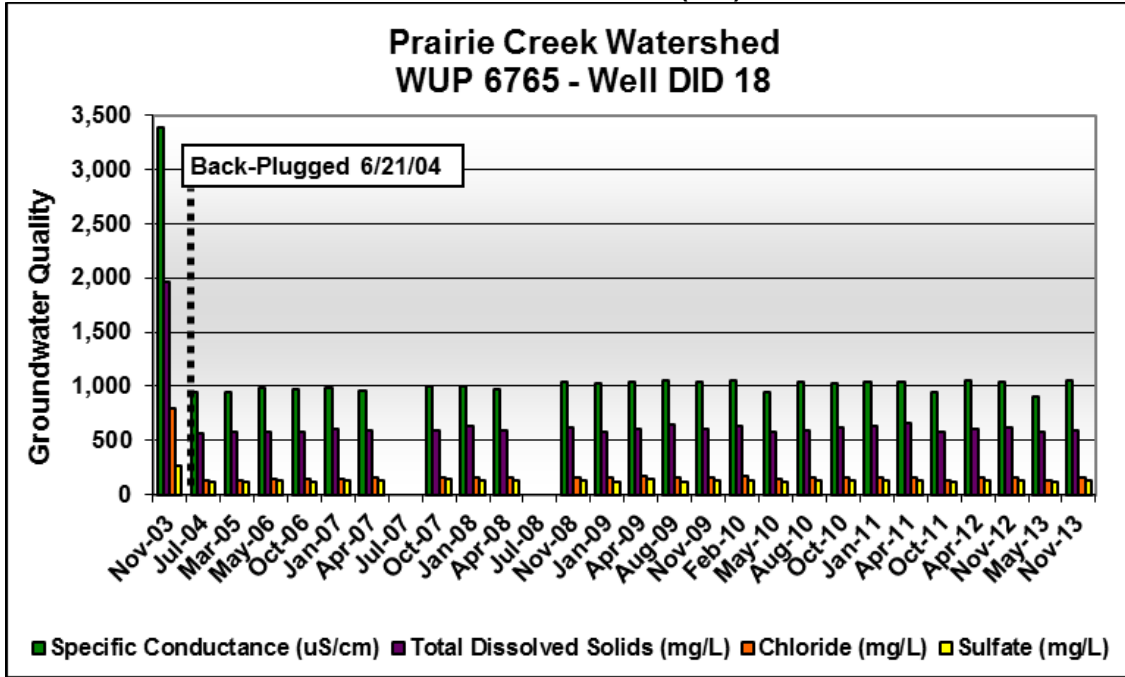 Prairie Creek Watershed
WUP 6765 - Well DID 18
3,500
3,000
2,500
2,000
1,500
1,000
500
0
Groundwater Quality
Back-Plugged 6/21/04
Nov-03
Jul-04
Mar-05
May-06
Oct-06
Jan-07
Apr-07
Jul-07
Oct-07
Jan-08
Apr-08
Jul-08
Nov-08
Jan-09
Apr-09
Aug-09
Nov-09
Feb-10
May-10
Aug-10
Oct-10
Jan-11
Apr-11
Oct-11
Apr-12
Nov-12
May-13
Nov-13
Specific Conductance (uS/cm) Total Dissolved Solids (mg/L) Chloride (mg/L) Sulfate (mg/L)